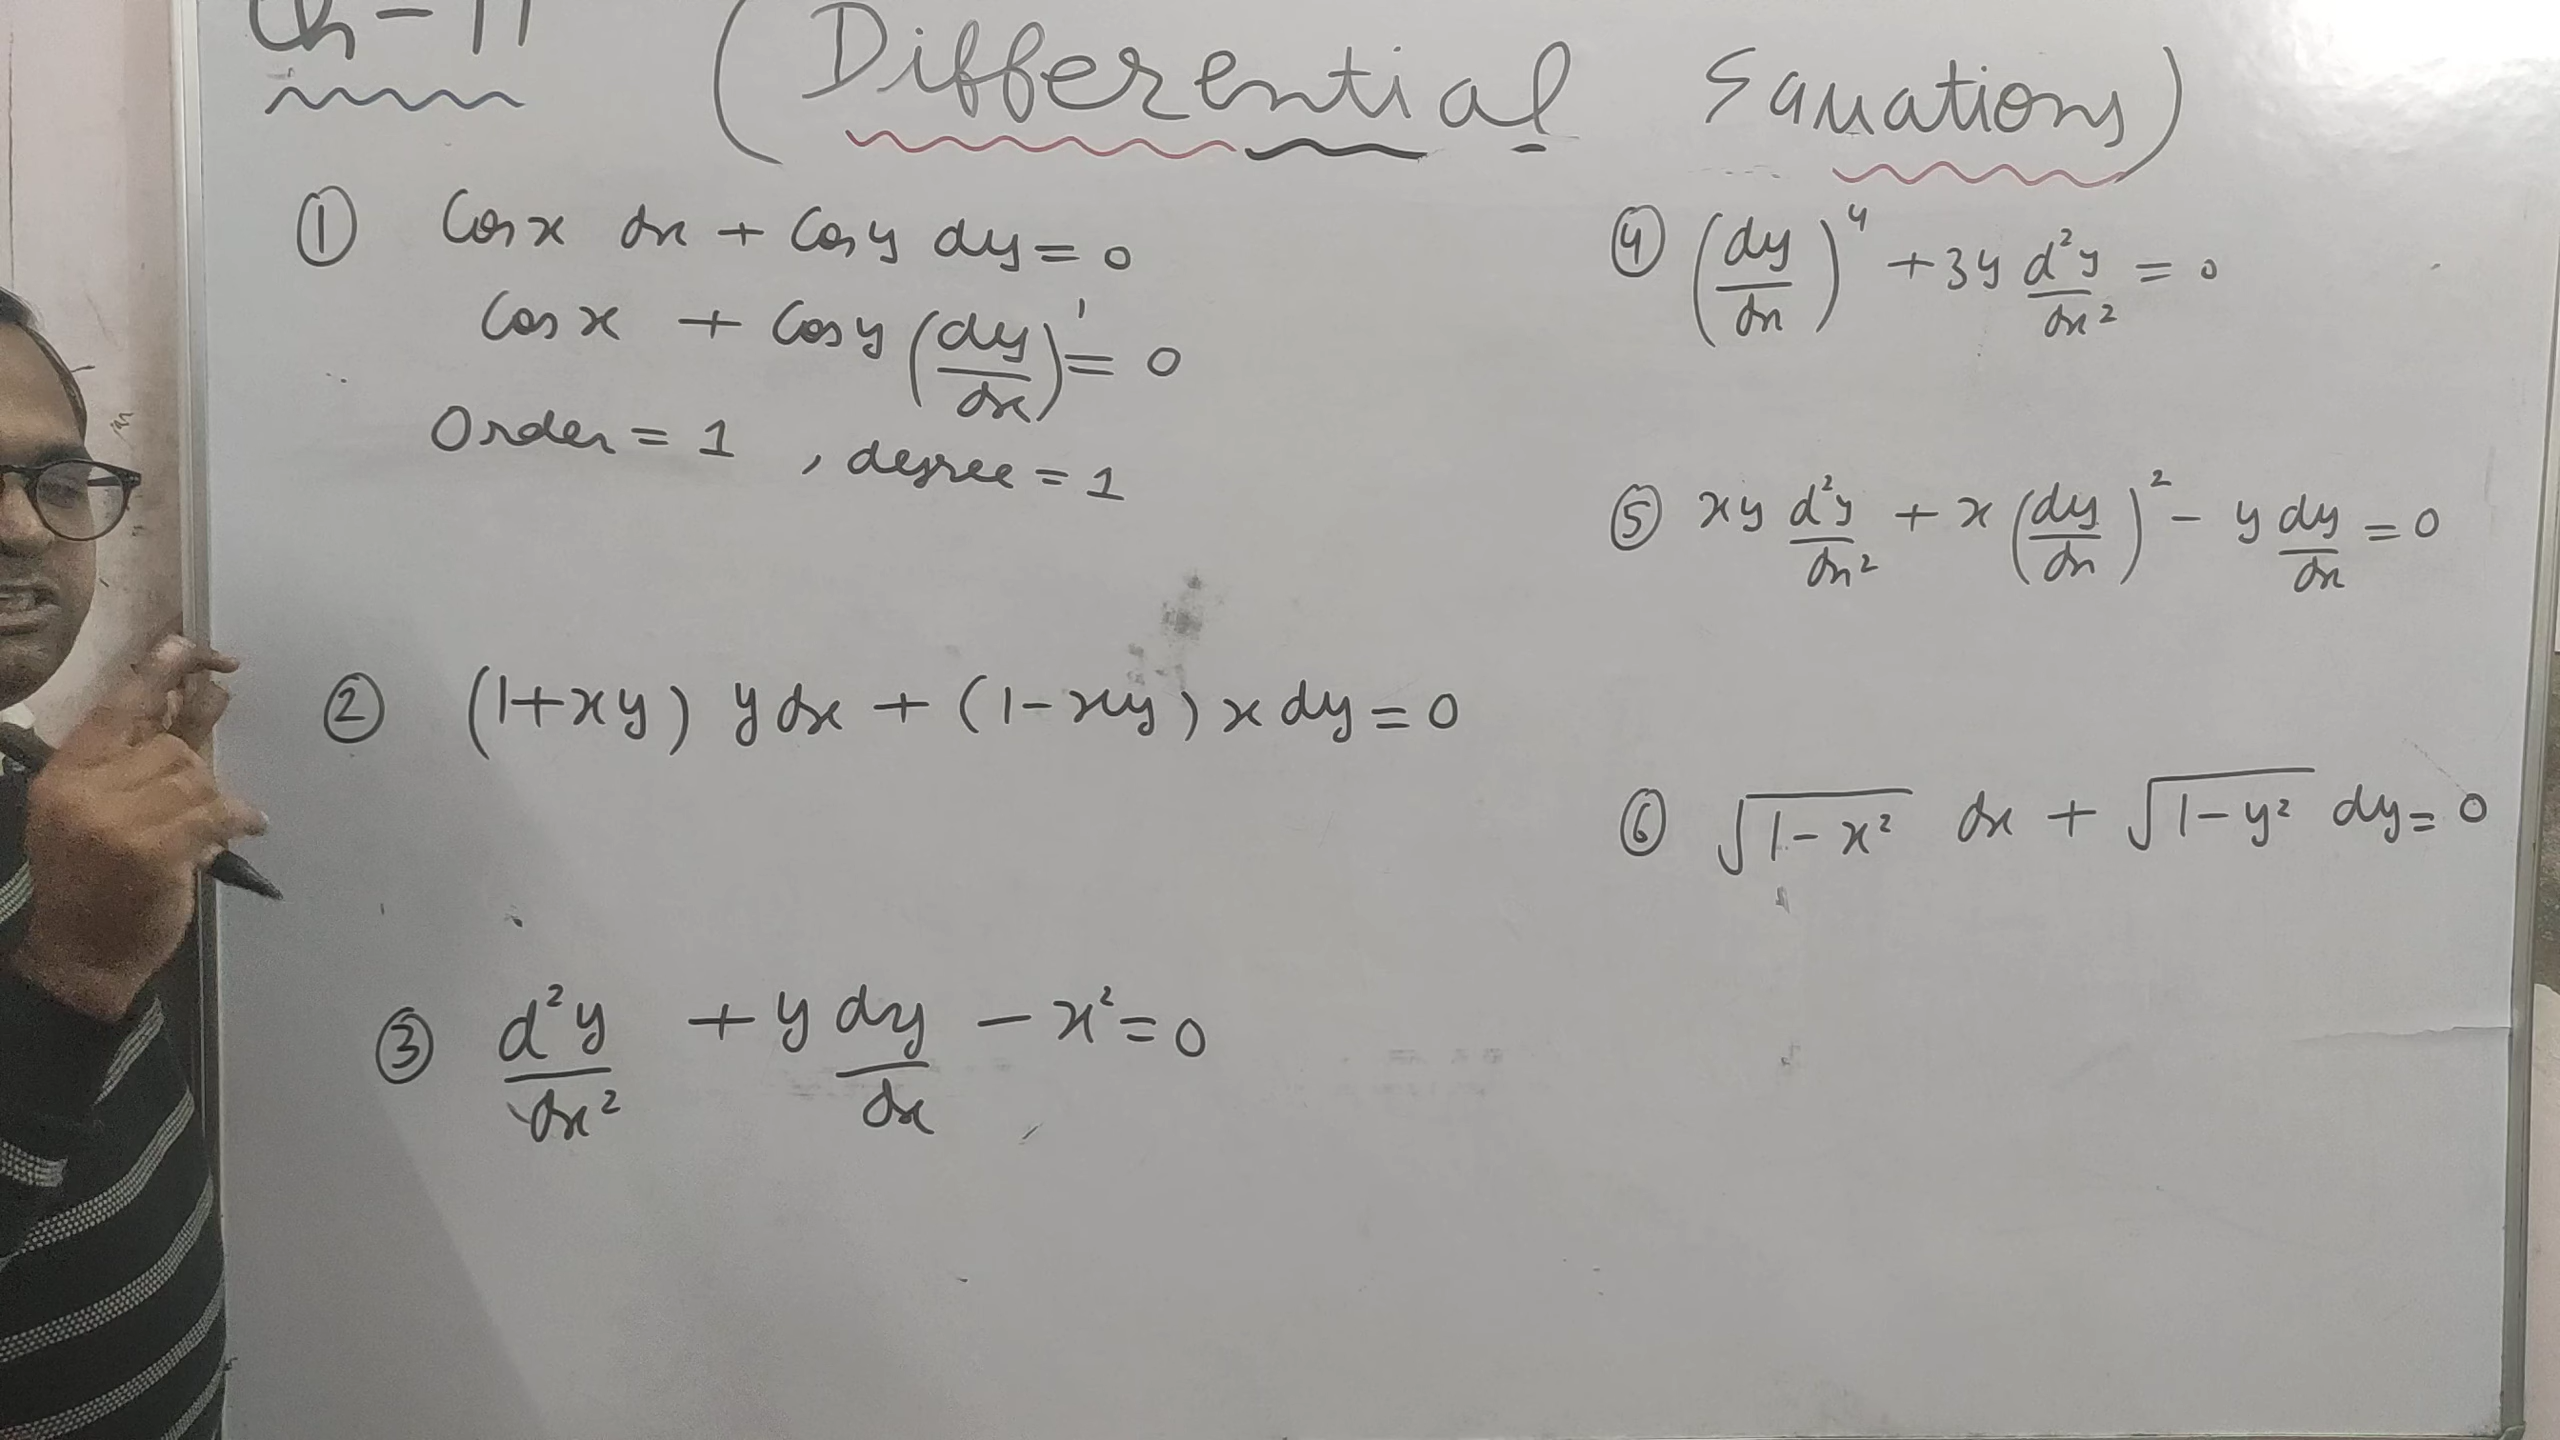 Ch - 11 (Differential Equations)
① Cos x dx + Cos y dy = 0
Cos x + Cos y (dy/dx)¹ = 0
Order = 1 , degree = 1
② (1+xy) y dx + (1-xy) x dy = 0
③ d²y/dx² + y dy/dx - x² = 0
④ (dy/dx)⁴ + 3y d²y/dx² = 0
⑤ xy d²y/dx² + x (dy/dx)² - y dy/dx = 0
⑥ √(1-x²) dx + √(1-y²) dy = 0